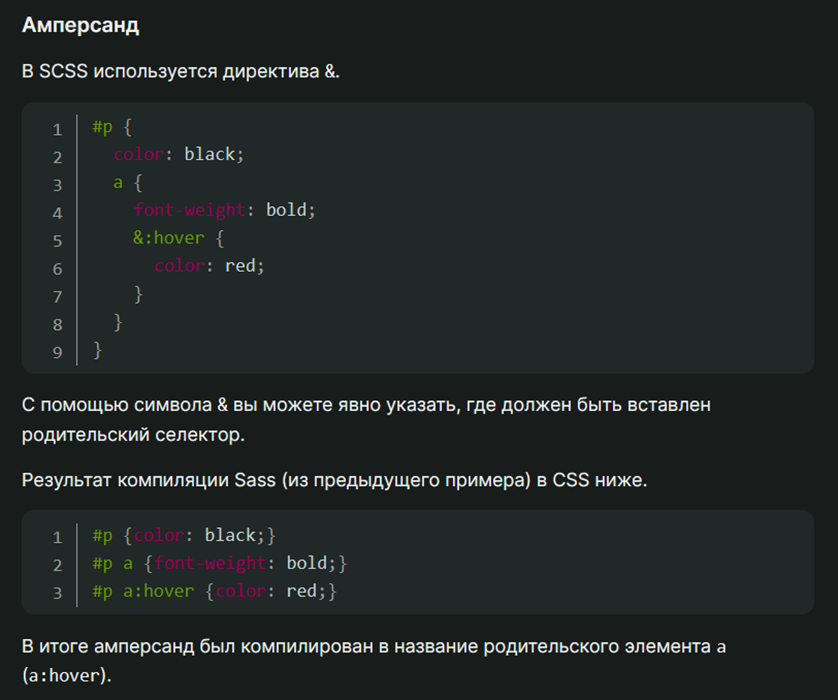 Амперсанд
В SCSS используется директива &.
1 #p {
2   color: black;
3   a {
4     font-weight: bold;
5     &:hover {
6       color: red;
7     }
8   }
9 }
С помощью символа & вы можете явно указать, где должен быть вставлен
родительский селектор.
Результат компиляции Sass (из предыдущего примера) в CSS ниже.
1 #p {color: black;}
2 #p a {font-weight: bold;}
3 #p a:hover {color: red;}
В итоге амперсанд был компилирован в название родительского элемента a
(a:hover).